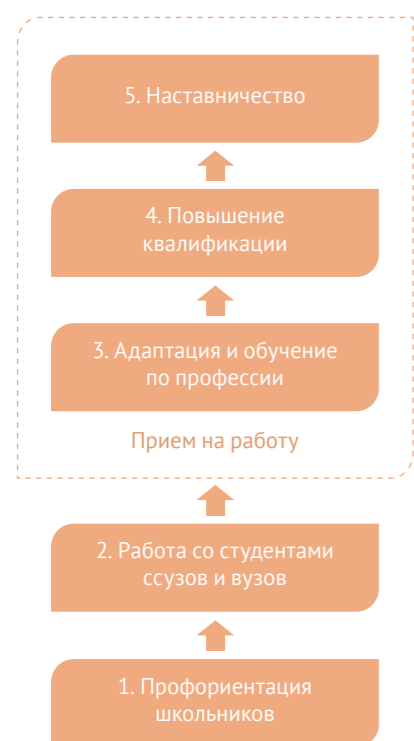 5. Наставничество
4. Повышение
квалификации
3. Адаптация и обучение
по профессии
Прием на работу
2. Работа со студентами
ссузов и вузов
1. Профориентация
школьников